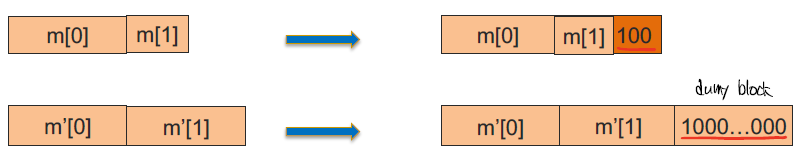 m[0] m[1] m[0] m[1] 100
dumy block
m'[0] m'[1] m'[0] m'[1] 1000...000